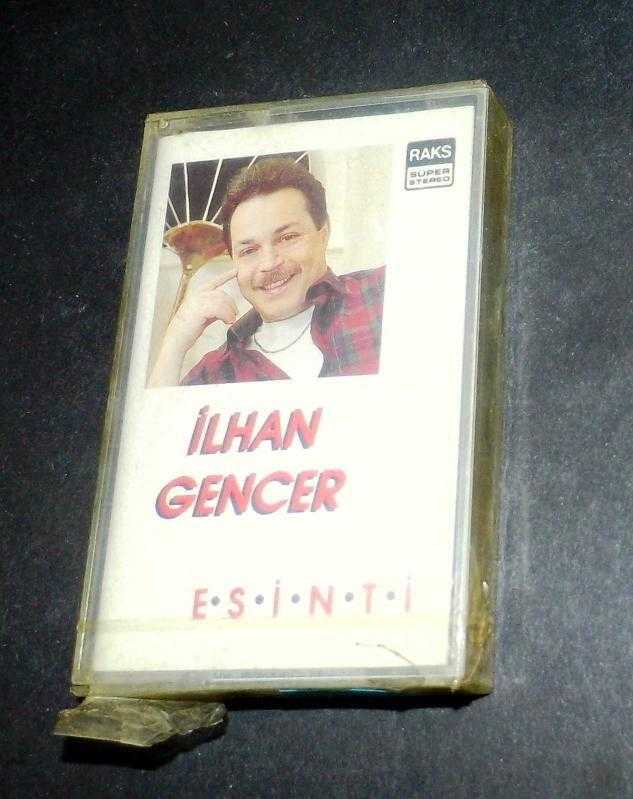 RAKS
SUPER
STEREO
İLHAN
GENCER
E•S•İ•N•T•İ